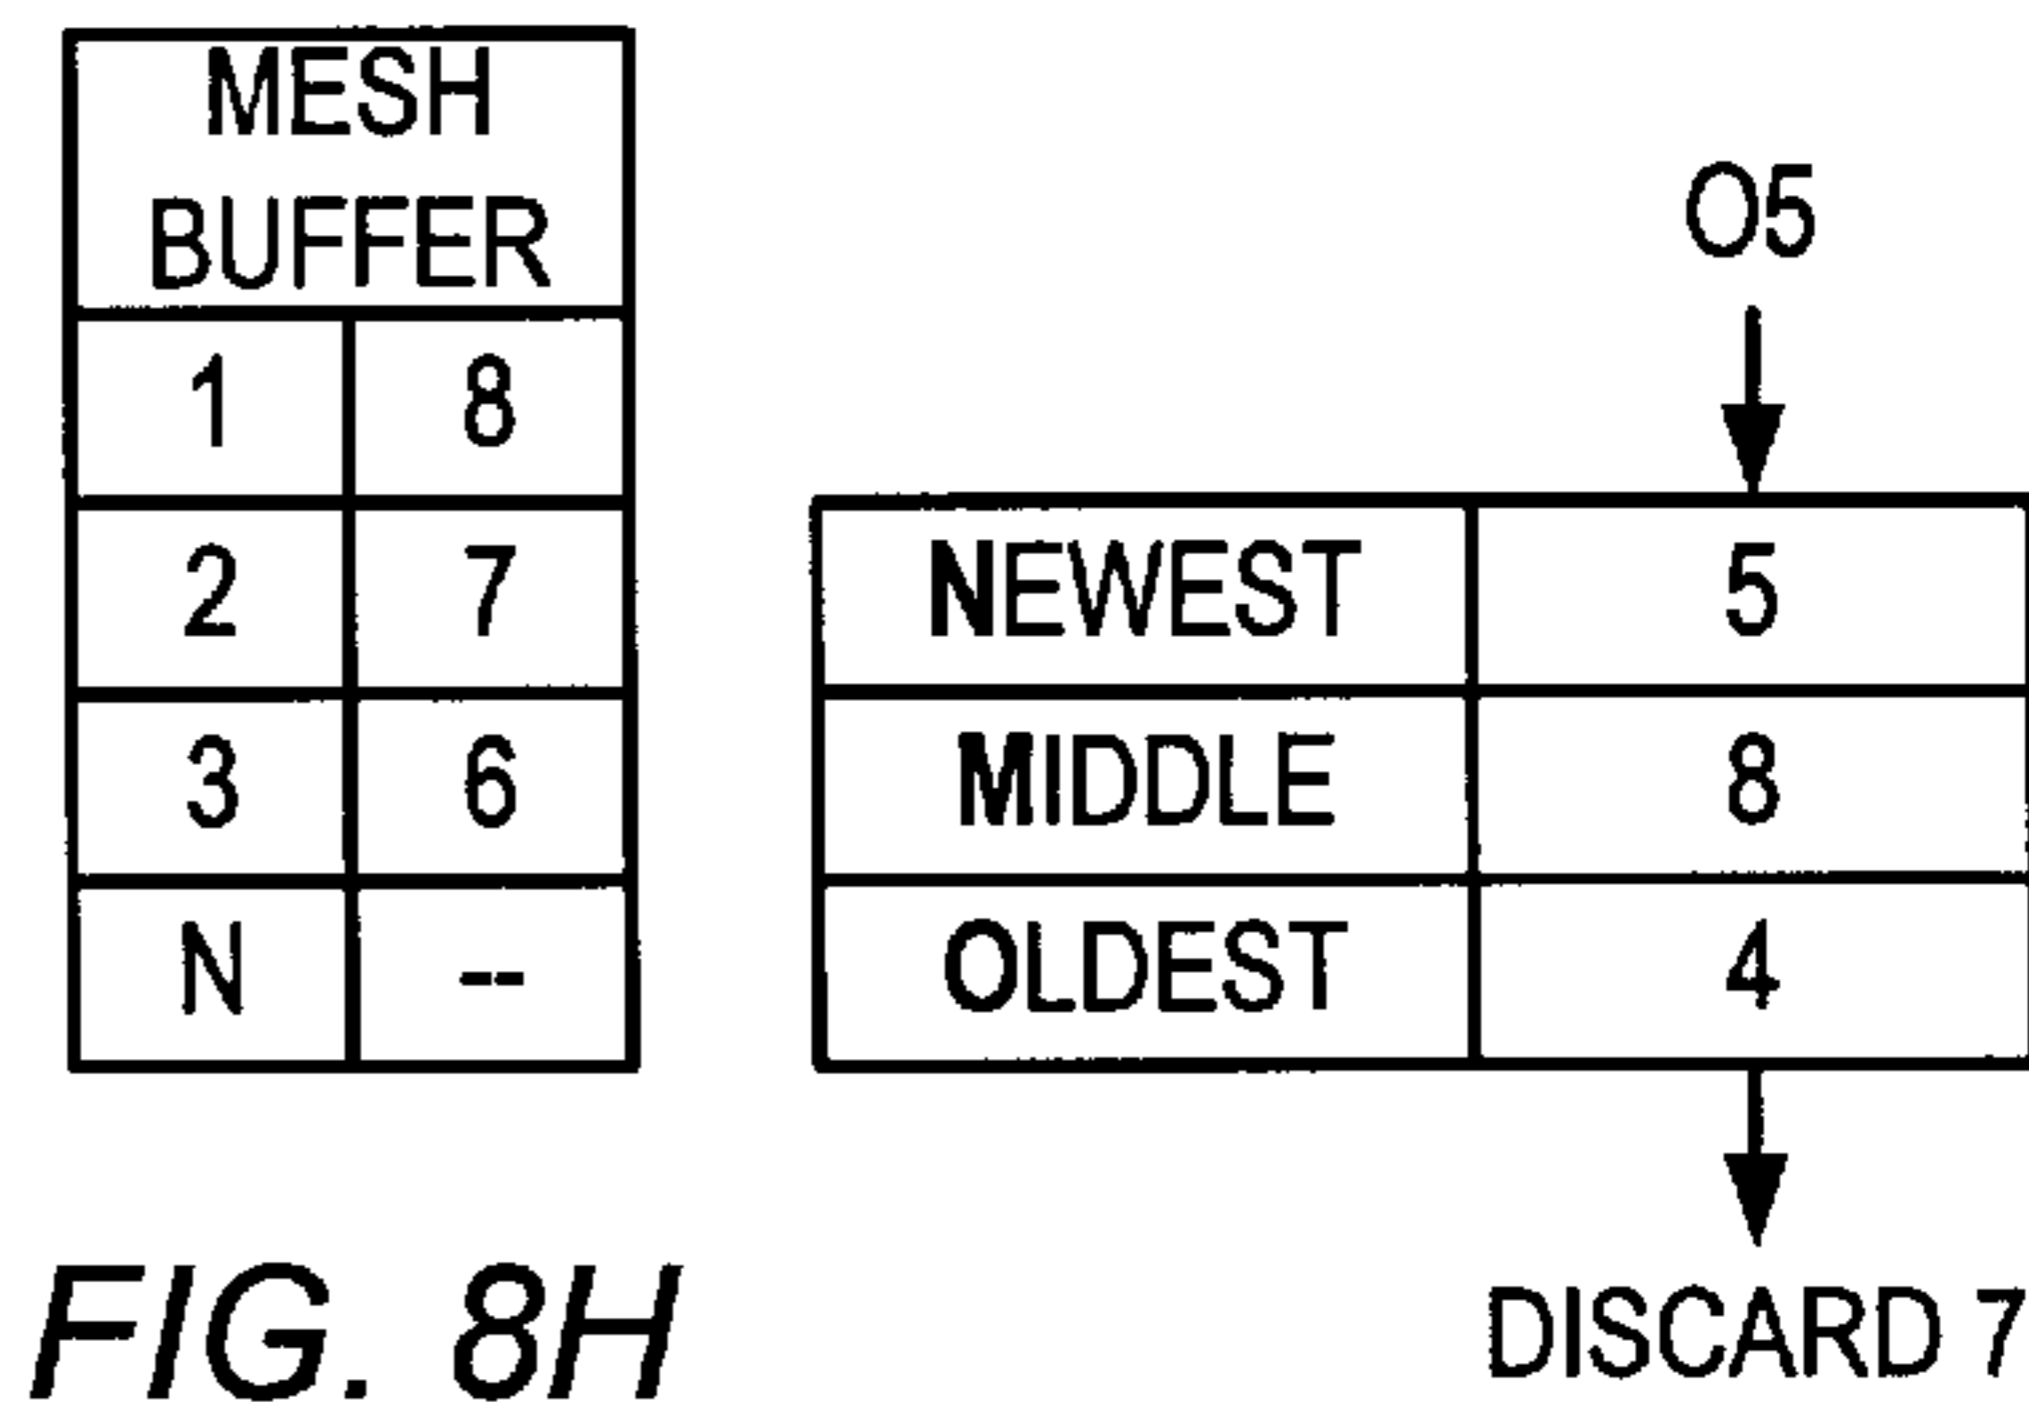 MESH
BUFFER
1 8
2 7
3 6
N --
O5
NEWEST 5
MIDDLE 8
OLDEST 4
DISCARD 7
FIG. 8H